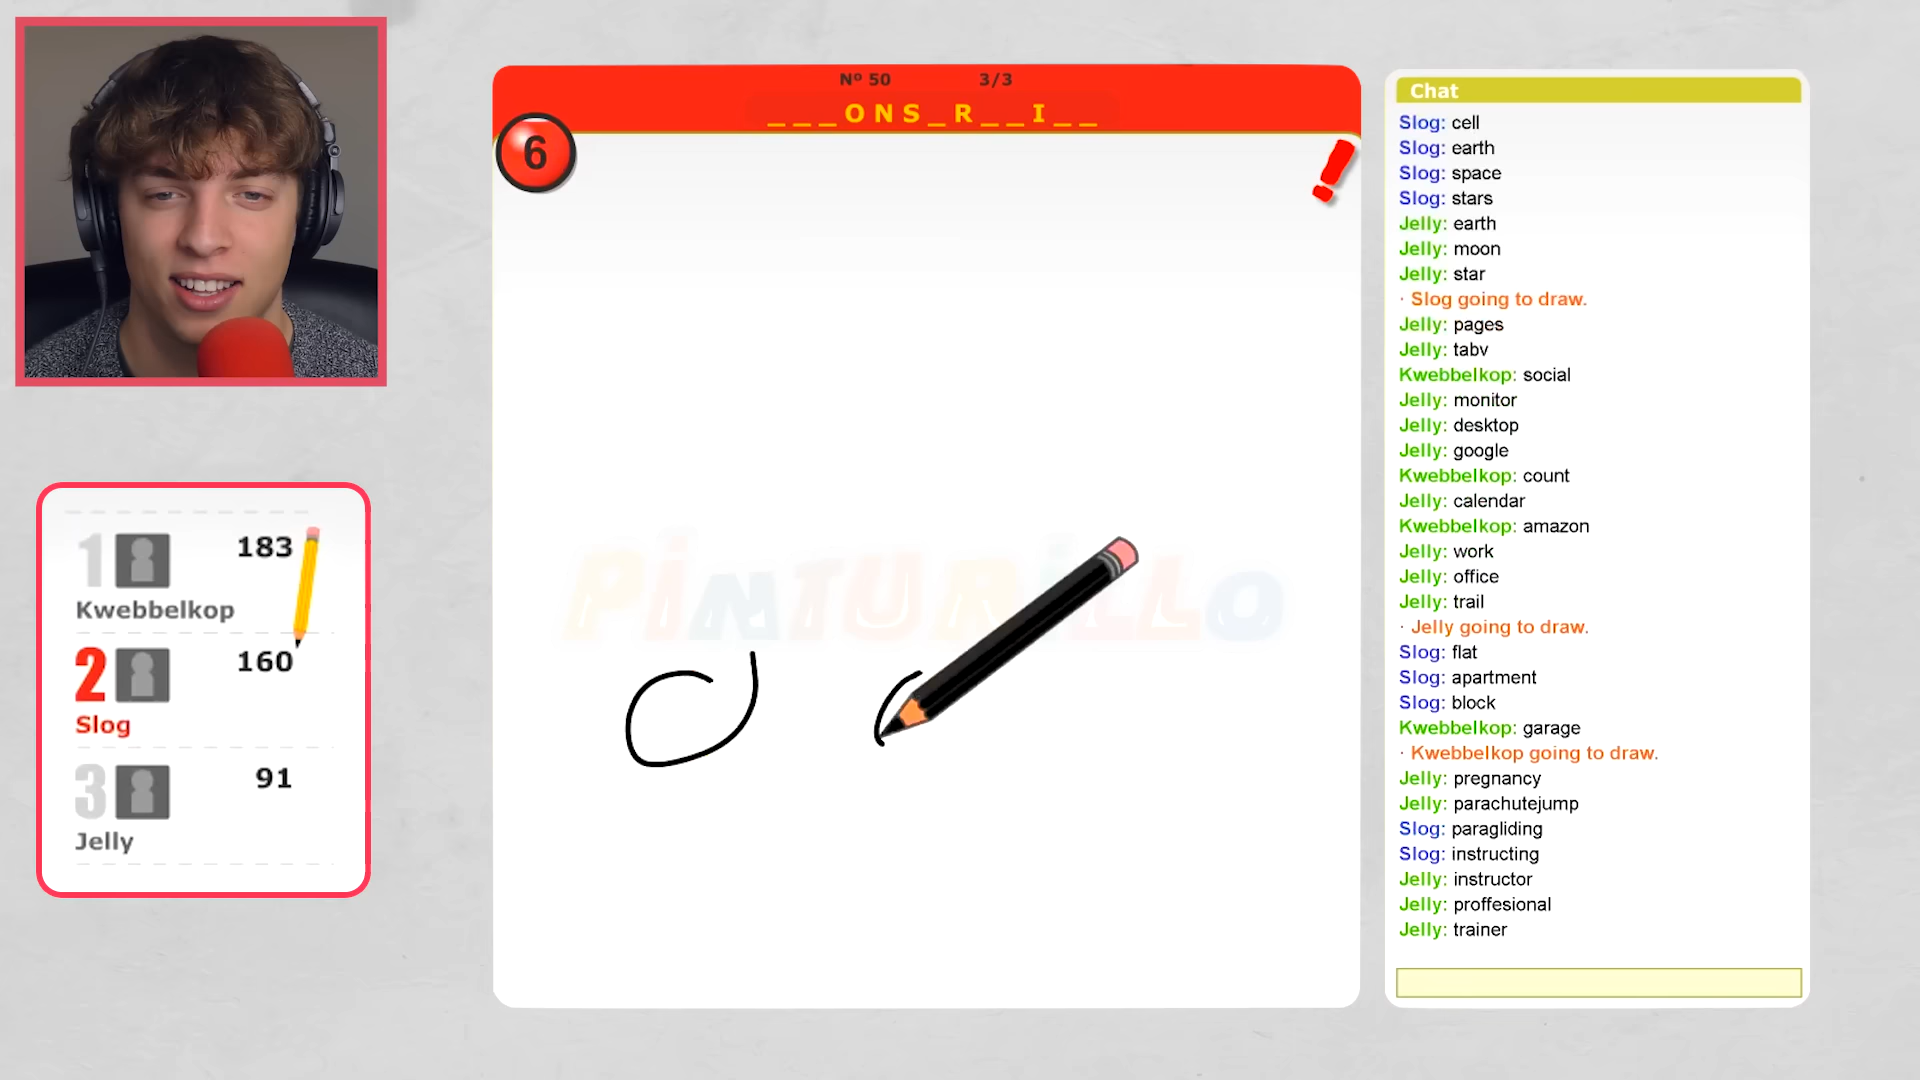 Nº 50 3/3
_ _ _ O N S _ R _ _ I _ _
6
!
PINTURILLO
1 183
Kwebbelkop
2 160
Slog
3 91
Jelly
Chat
Slog: cell
Slog: earth
Slog: space
Slog: stars
Jelly: earth
Jelly: moon
Jelly: star
· Slog going to draw.
Jelly: pages
Jelly: tabv
Kwebbelkop: social
Jelly: monitor
Jelly: desktop
Jelly: google
Kwebbelkop: count
Jelly: calendar
Kwebbelkop: amazon
Jelly: work
Jelly: office
Jelly: trail
· Jelly going to draw.
Slog: flat
Slog: apartment
Slog: block
Kwebbelkop: garage
· Kwebbelkop going to draw.
Jelly: pregnancy
Jelly: parachutejump
Slog: paragliding
Slog: instructing
Jelly: instructor
Jelly: proffesional
Jelly: trainer